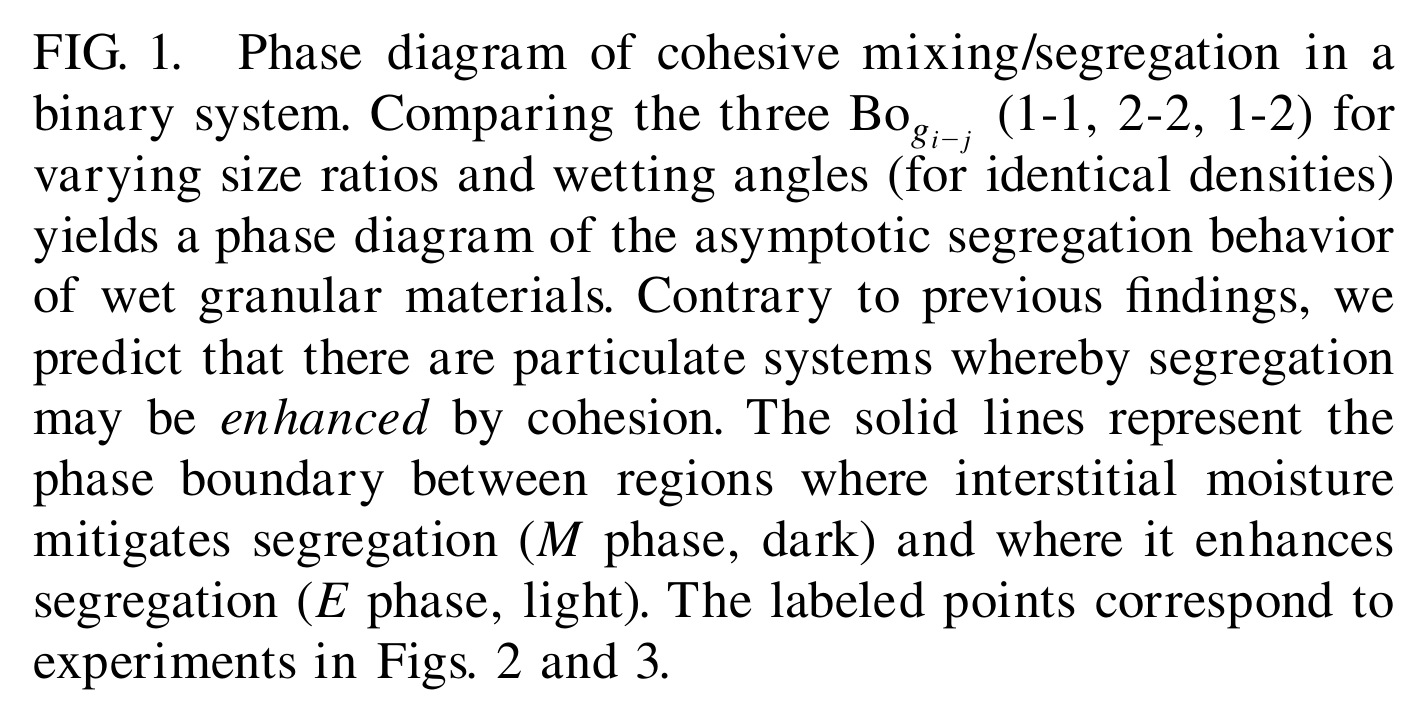 FIG. 1. Phase diagram of cohesive mixing/segregation in a
binary system. Comparing the three Bo_{g_{i−j}} (1-1, 2-2, 1-2) for
varying size ratios and wetting angles (for identical densities)
yields a phase diagram of the asymptotic segregation behavior
of wet granular materials. Contrary to previous findings, we
predict that there are particulate systems whereby segregation
may be enhanced by cohesion. The solid lines represent the
phase boundary between regions where interstitial moisture
mitigates segregation (M phase, dark) and where it enhances
segregation (E phase, light). The labeled points correspond to
experiments in Figs. 2 and 3.